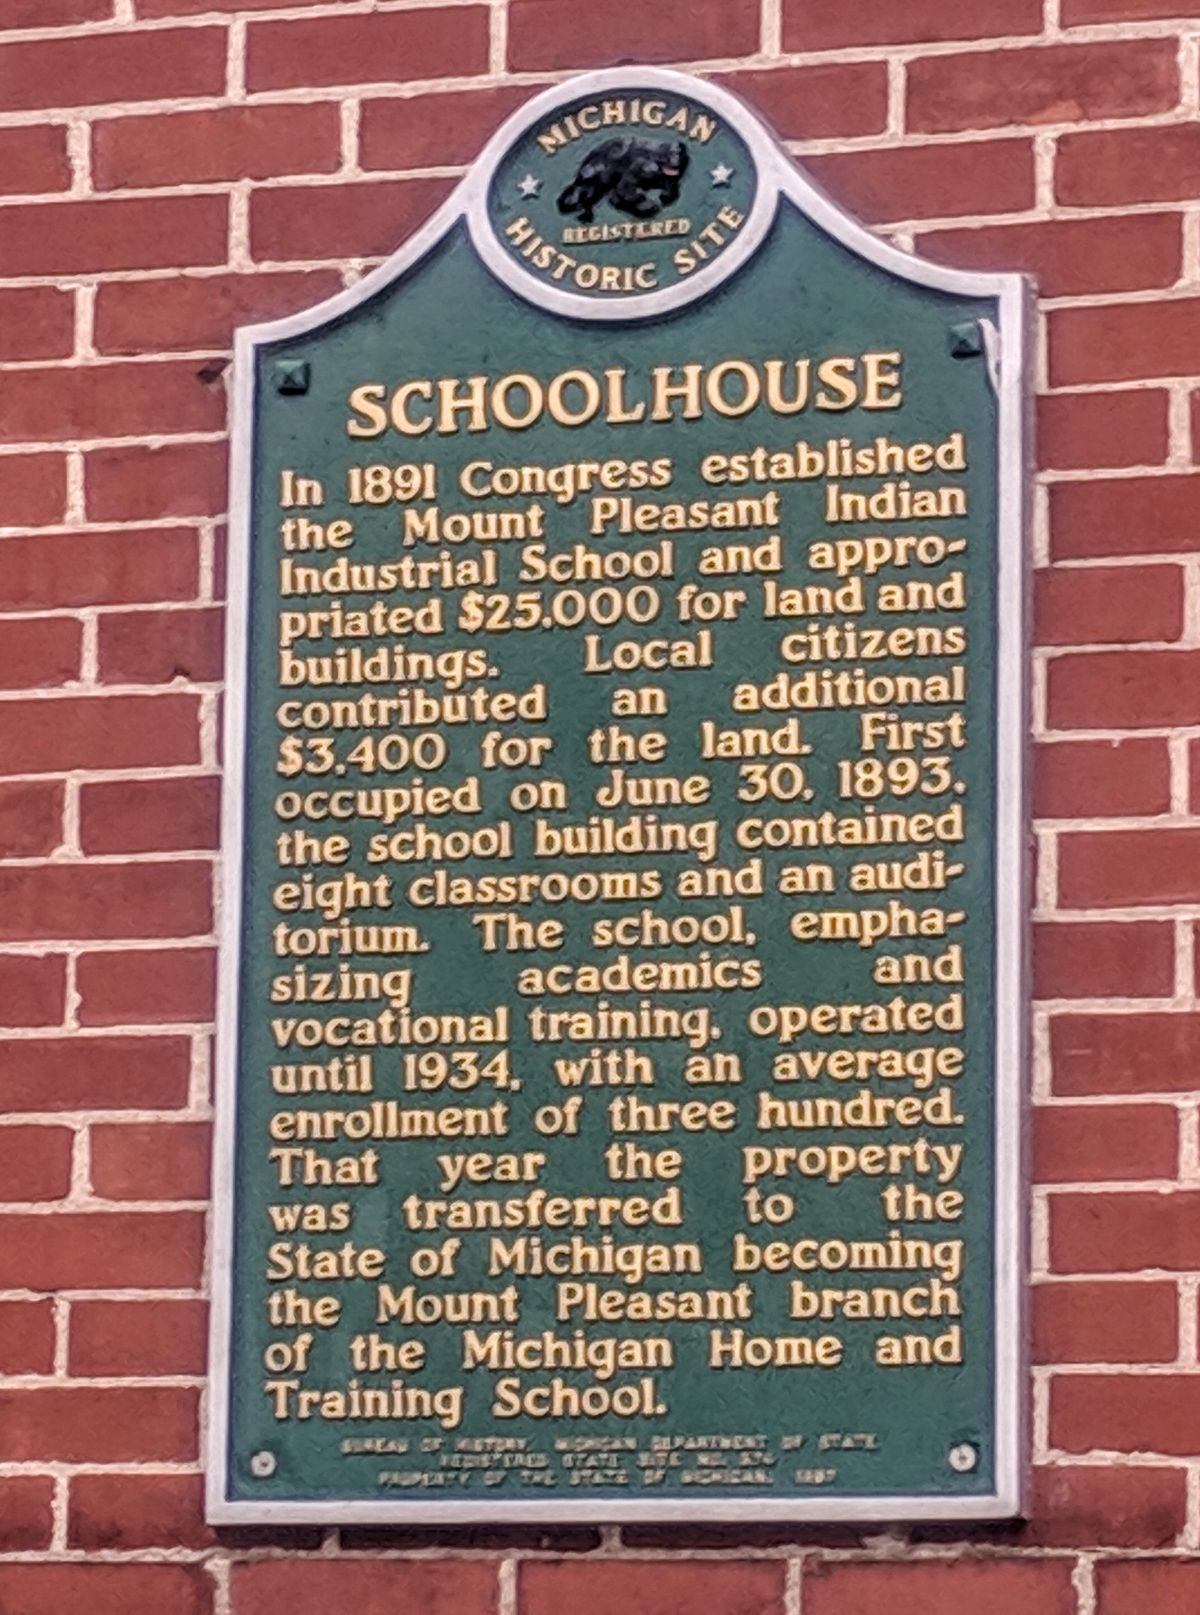 MICHIGAN
REGISTERED
HISTORIC SITE
SCHOOLHOUSE
In 1891 Congress established
the Mount Pleasant Indian
Industrial School and appro-
priated $25,000 for land and
buildings. Local citizens
contributed an additional
$3,400 for the land. First
occupied on June 30, 1893,
the school building contained
eight classrooms and an audi-
torium. The school, empha-
sizing academics and
vocational training, operated
until 1934, with an average
enrollment of three hundred.
That year the property
was transferred to the
State of Michigan becoming
the Mount Pleasant branch
of the Michigan Home and
Training School.
BUREAU OF HISTORY, MICHIGAN DEPARTMENT OF STATE
REGISTERED STATE SITE NO.
PROPERTY OF THE STATE OF MICHIGAN, 1987